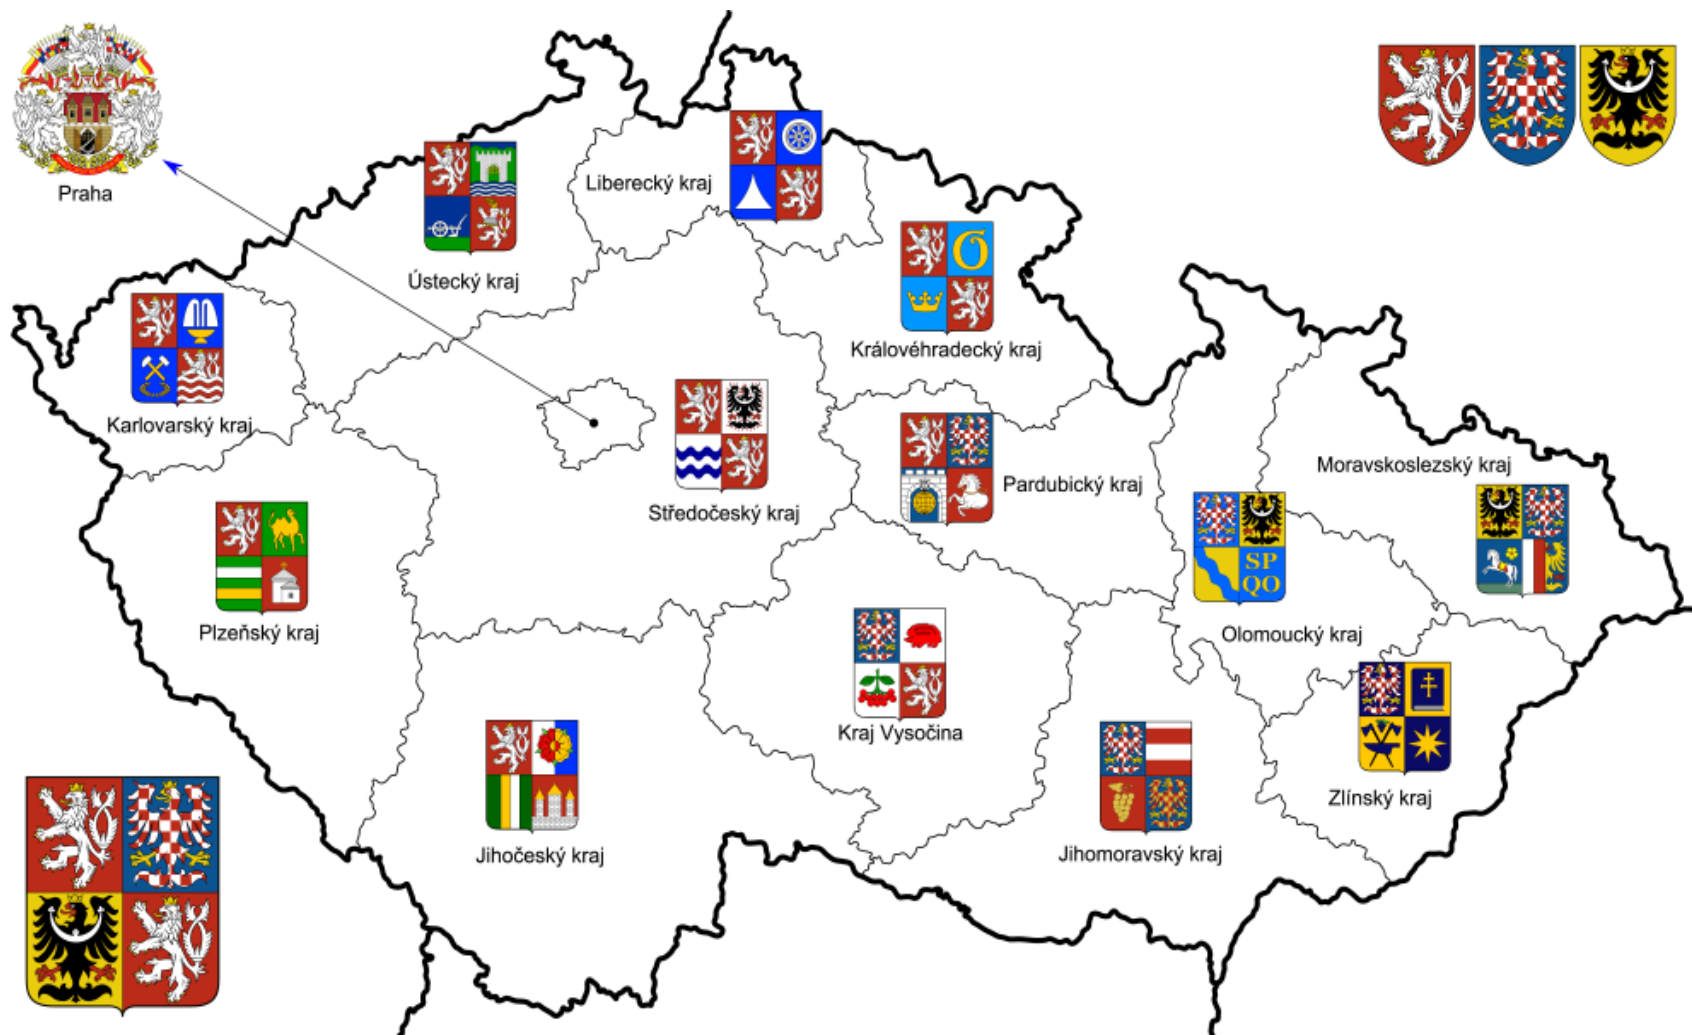 Praha
Liberecký kraj
Ústecký kraj
Královéhradecký kraj
Karlovarský kraj
Moravskoslezský kraj
Pardubický kraj
Středočeský kraj
SP
QO
Plzeňský kraj
Olomoucký kraj
Kraj Vysočina
Zlínský kraj
Jihočeský kraj
Jihomoravský kraj